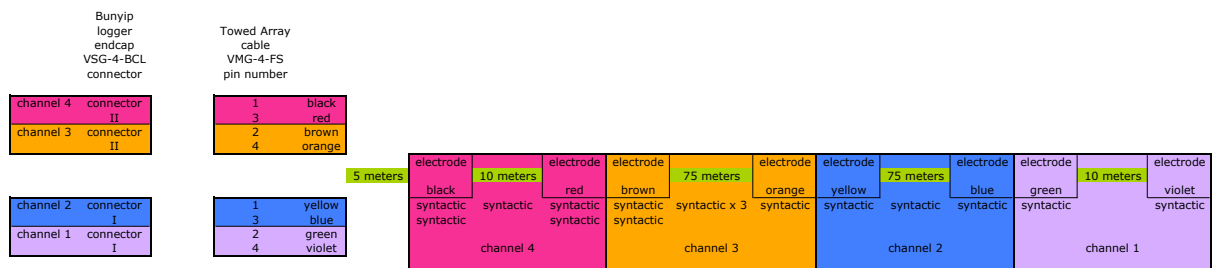 Bunyip
logger
endcap
VSG-4-BCL
connector
Towed Array
cable
VMG-4-FS
pin number
channel 4 connector
II
channel 3 connector
II
1 black
3 red
2 brown
4 orange
channel 2 connector
I
channel 1 connector
I
1 yellow
3 blue
2 green
4 violet
electrode electrode electrode electrode electrode electrode electrode electrode
5 meters 10 meters 75 meters 75 meters 10 meters
black red brown orange yellow blue green violet
syntactic syntactic syntactic syntactic syntactic x 3 syntactic syntactic syntactic syntactic syntactic syntactic
syntactic syntactic syntactic
channel 4 channel 3 channel 2 channel 1